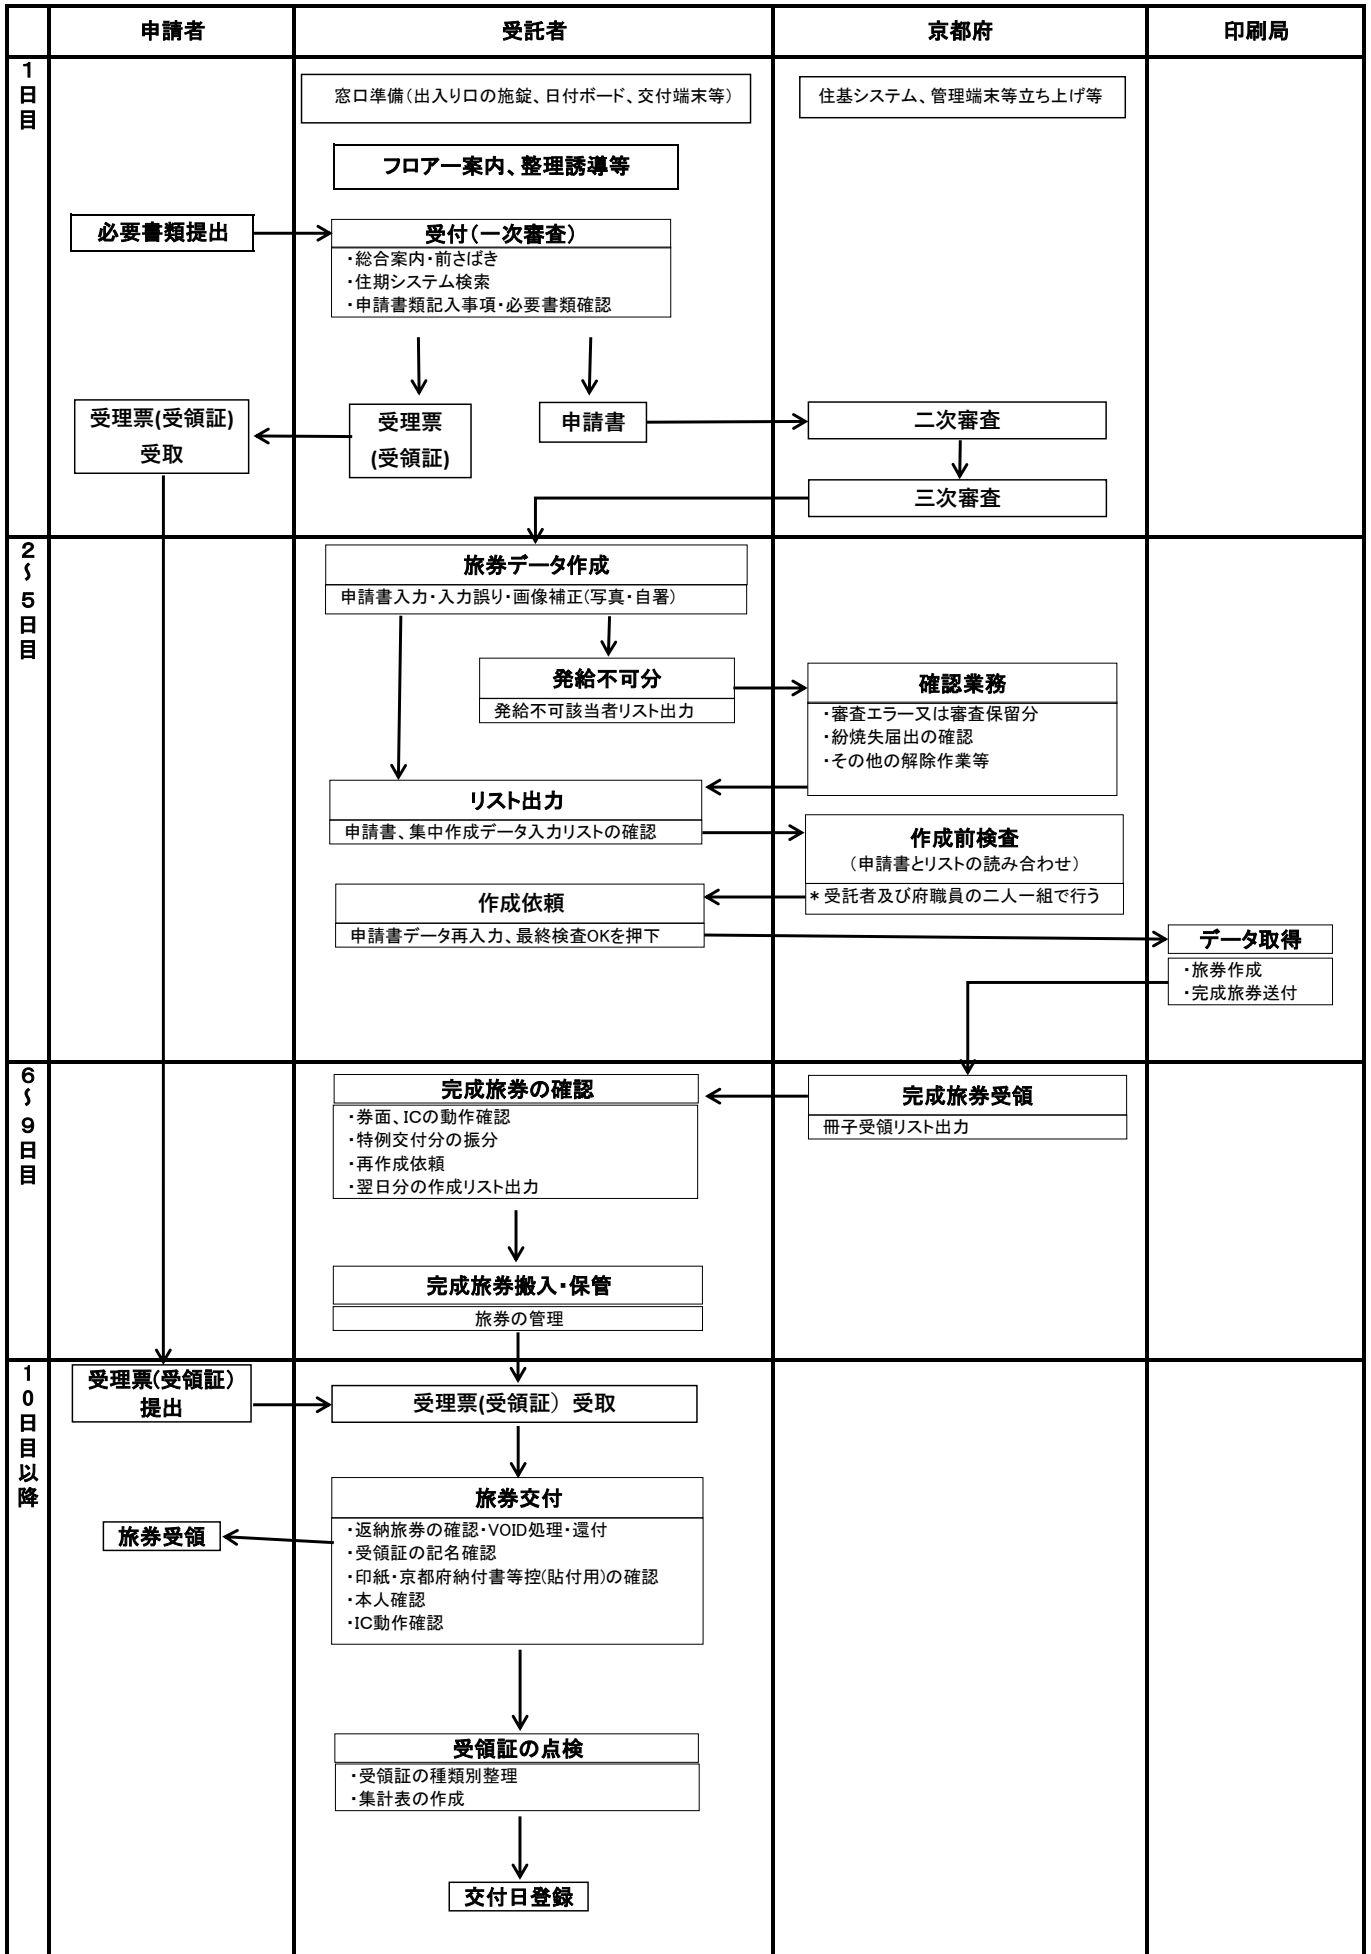 申請者
受託者
京都府
印刷局
1日目
窓口準備(出入り口の施錠、日付ボード、交付端末等)
住基システム、管理端末等立ち上げ等
フロアー案内、整理誘導等
必要書類提出
受付(一次審査)
・総合案内・前さばき
・住期システム検索
・申請書類記入事項・必要書類確認
受理票(受領証)
受取
受理票
(受領証)
申請書
二次審査
三次審査
2~5日目
旅券データ作成
申請書入力・入力誤り・画像補正(写真・自署)
発給不可分
発給不可該当者リスト出力
確認業務
・審査エラー又は審査保留分
・紛焼失届出の確認
・その他の解除作業等
リスト出力
申請書、集中作成データ入力リストの確認
作成前検査
(申請書とリストの読み合わせ)
*受託者及び府職員の二人一組で行う
作成依頼
申請書データ再入力、最終検査OKを押下
データ取得
・旅券作成
・完成旅券送付
6~9日目
完成旅券の確認
・券面、ICの動作確認
・特例交付分の振分
・再作成依頼
・翌日分の作成リスト出力
完成旅券受領
冊子受領リスト出力
完成旅券搬入・保管
旅券の管理
10日目以降
受理票(受領証)
提出
受理票(受領証) 受取
旅券交付
・返納旅券の確認・VOID処理・還付
・受領証の記名確認
・印紙・京都府納付書等控(貼付用)の確認
・本人確認
・IC動作確認
旅券受領
受領証の点検
・受領証の種類別整理
・集計表の作成
交付日登録